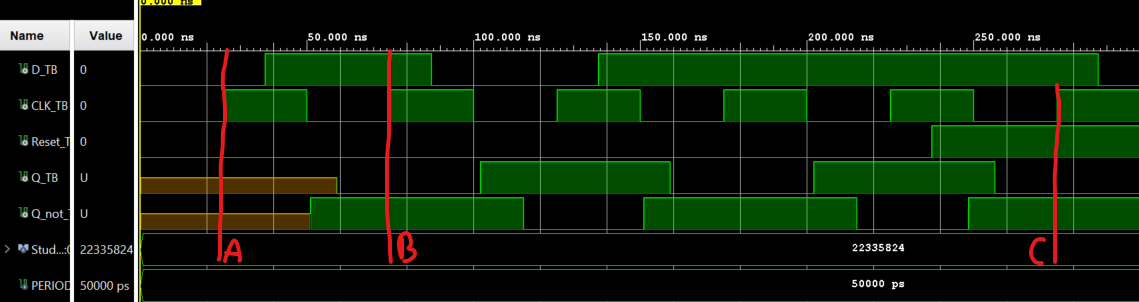 0.000 ns
Name Value
0.000 ns 50.000 ns 100.000 ns 150.000 ns 200.000 ns 250.000 ns
D_TB 0
CLK_TB 0
Reset_T 0
Q_TB U
Q_not_T U
Stud...:( 22335824 22335824
A B C
PERIOD 50000 ps 50000 ps